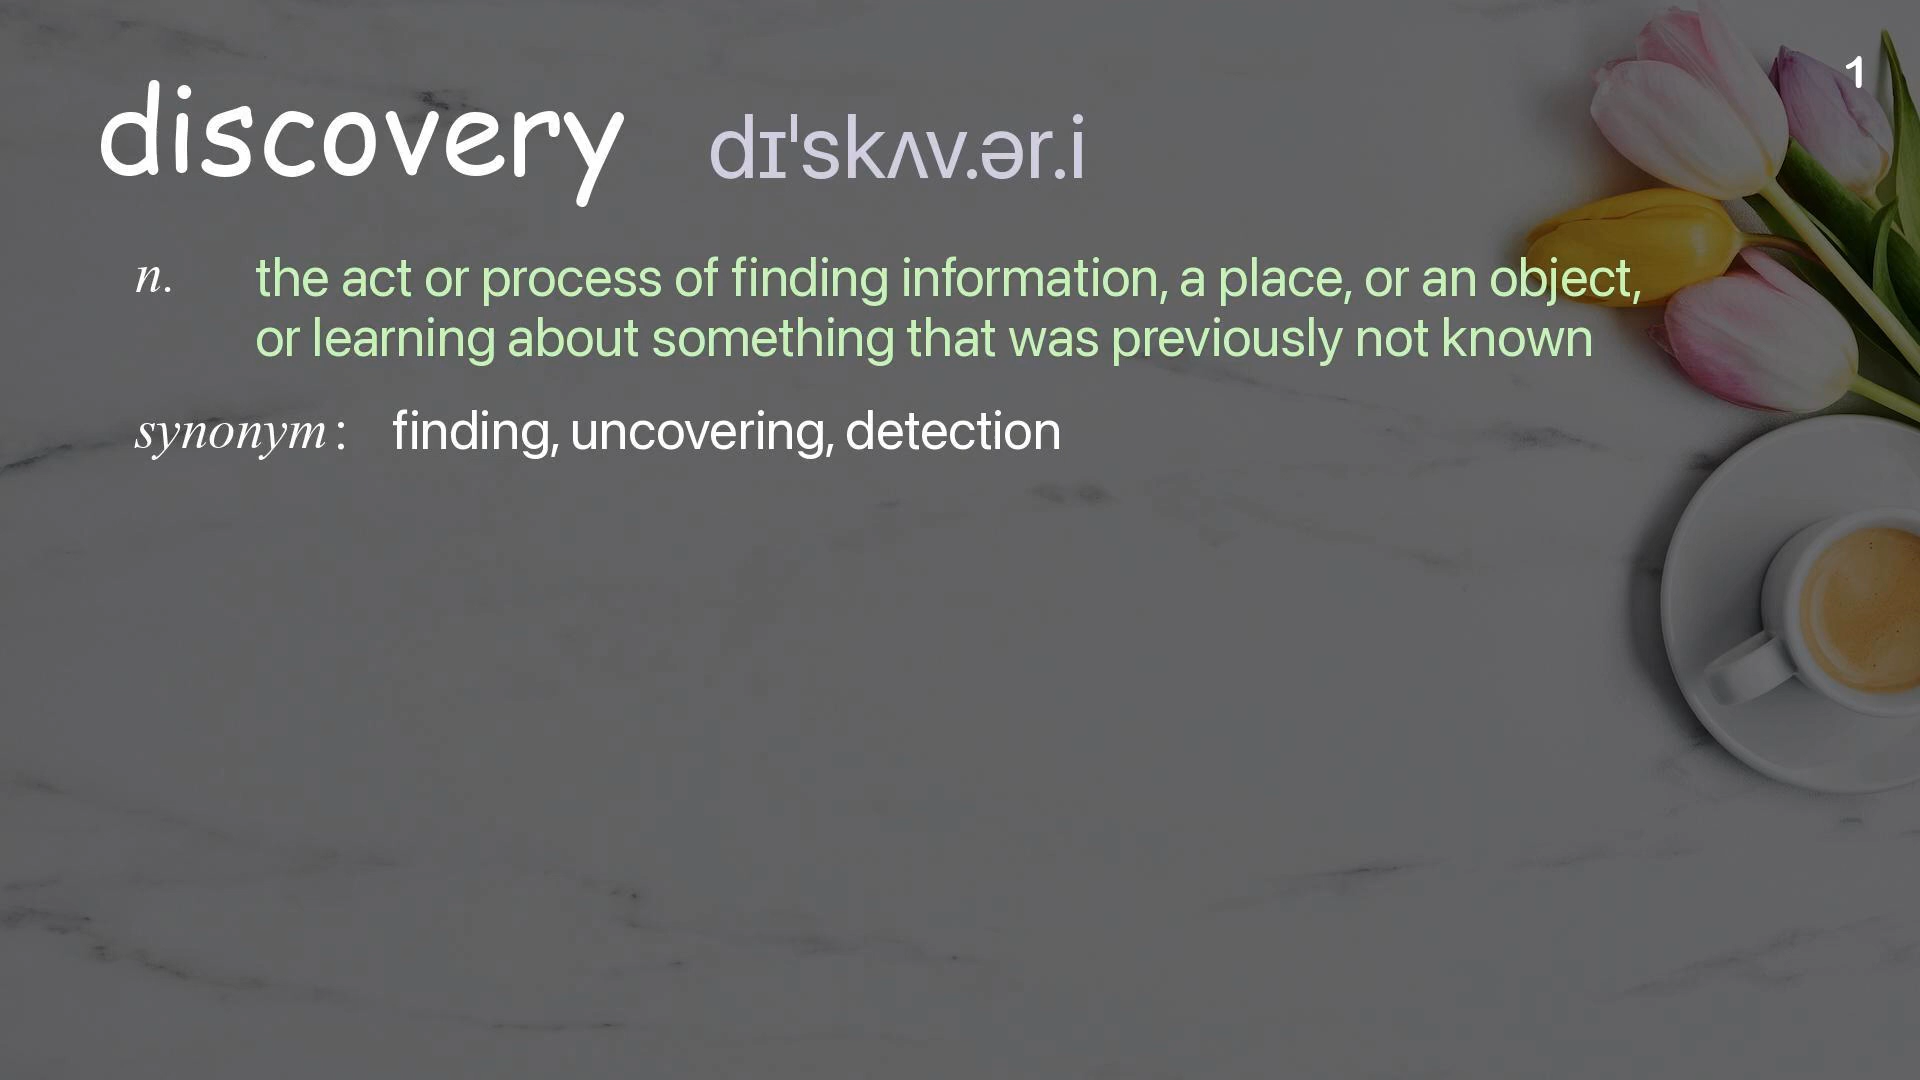 discovery dɪˈskʌv.ər.i
1
n. the act or process of finding information, a place, or an object,
or learning about something that was previously not known
synonym: finding, uncovering, detection